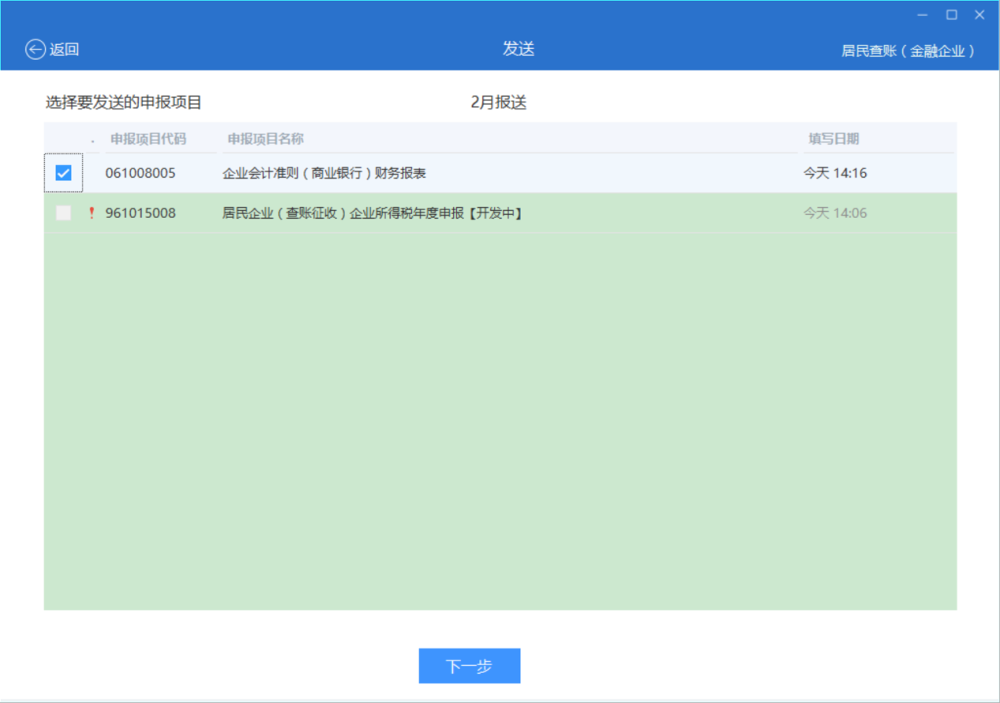 返回 发送 居民查账（金融企业）
选择要发送的申报项目 2月报送
. 申报项目代码 申报项目名称 填写日期
061008005 企业会计准则（商业银行）财务报表 今天 14:16
! 961015008 居民企业（查账征收）企业所得税年度申报【开发中】 今天 14:06
下一步